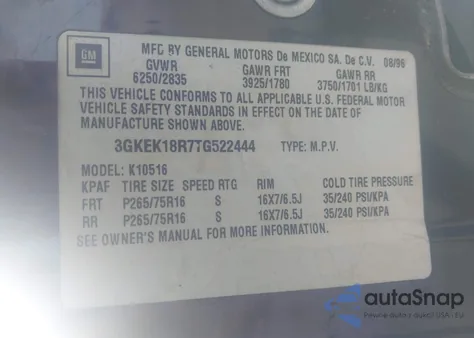 GM
MFD BY GENERAL MOTORS De MEXICO SA. De C.V. 08/96
GVWR GAWR FRT GAWR RR
6250/2835 3925/1780 3750/1701 LB/KG
THIS VEHICLE CONFORMS TO ALL APPLICABLE U.S. FEDERAL MOTOR
VEHICLE SAFETY STANDARDS IN EFFECT ON THE DATE OF
MANUFACTURE SHOWN ABOVE.
3GKEK18R7TG522444 TYPE: M.P.V.
MODEL: K10516
KPAF TIRE SIZE SPEED RTG RIM COLD TIRE PRESSURE
FRT P265/75R16 S 16X7/6.5J 35/240 PSI/KPA
RR P265/75R16 S 16X7/6.5J 35/240 PSI/KPA
SEE OWNER'S MANUAL FOR MORE INFORMATION.
autaSnap